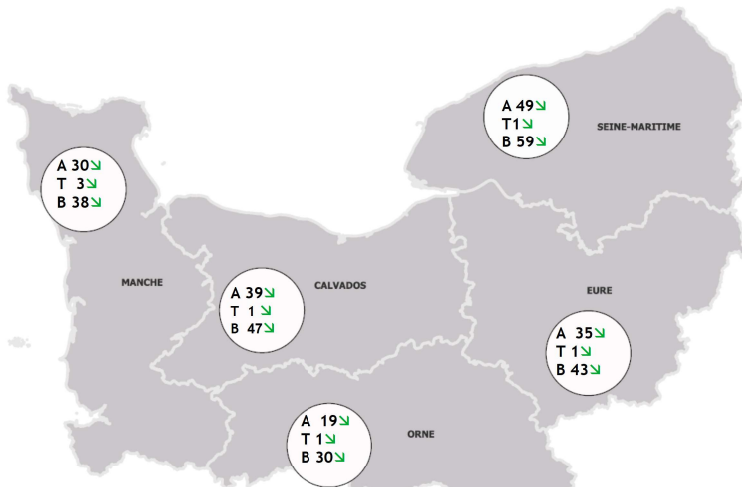 A 49
T1
B 59
SEINE-MARITIME
A 30
T 3
B 38
MANCHE
A 39
T 1
B 47
CALVADOS
EURE
A 35
T 1
B 43
A 19
T 1
B 30
ORNE